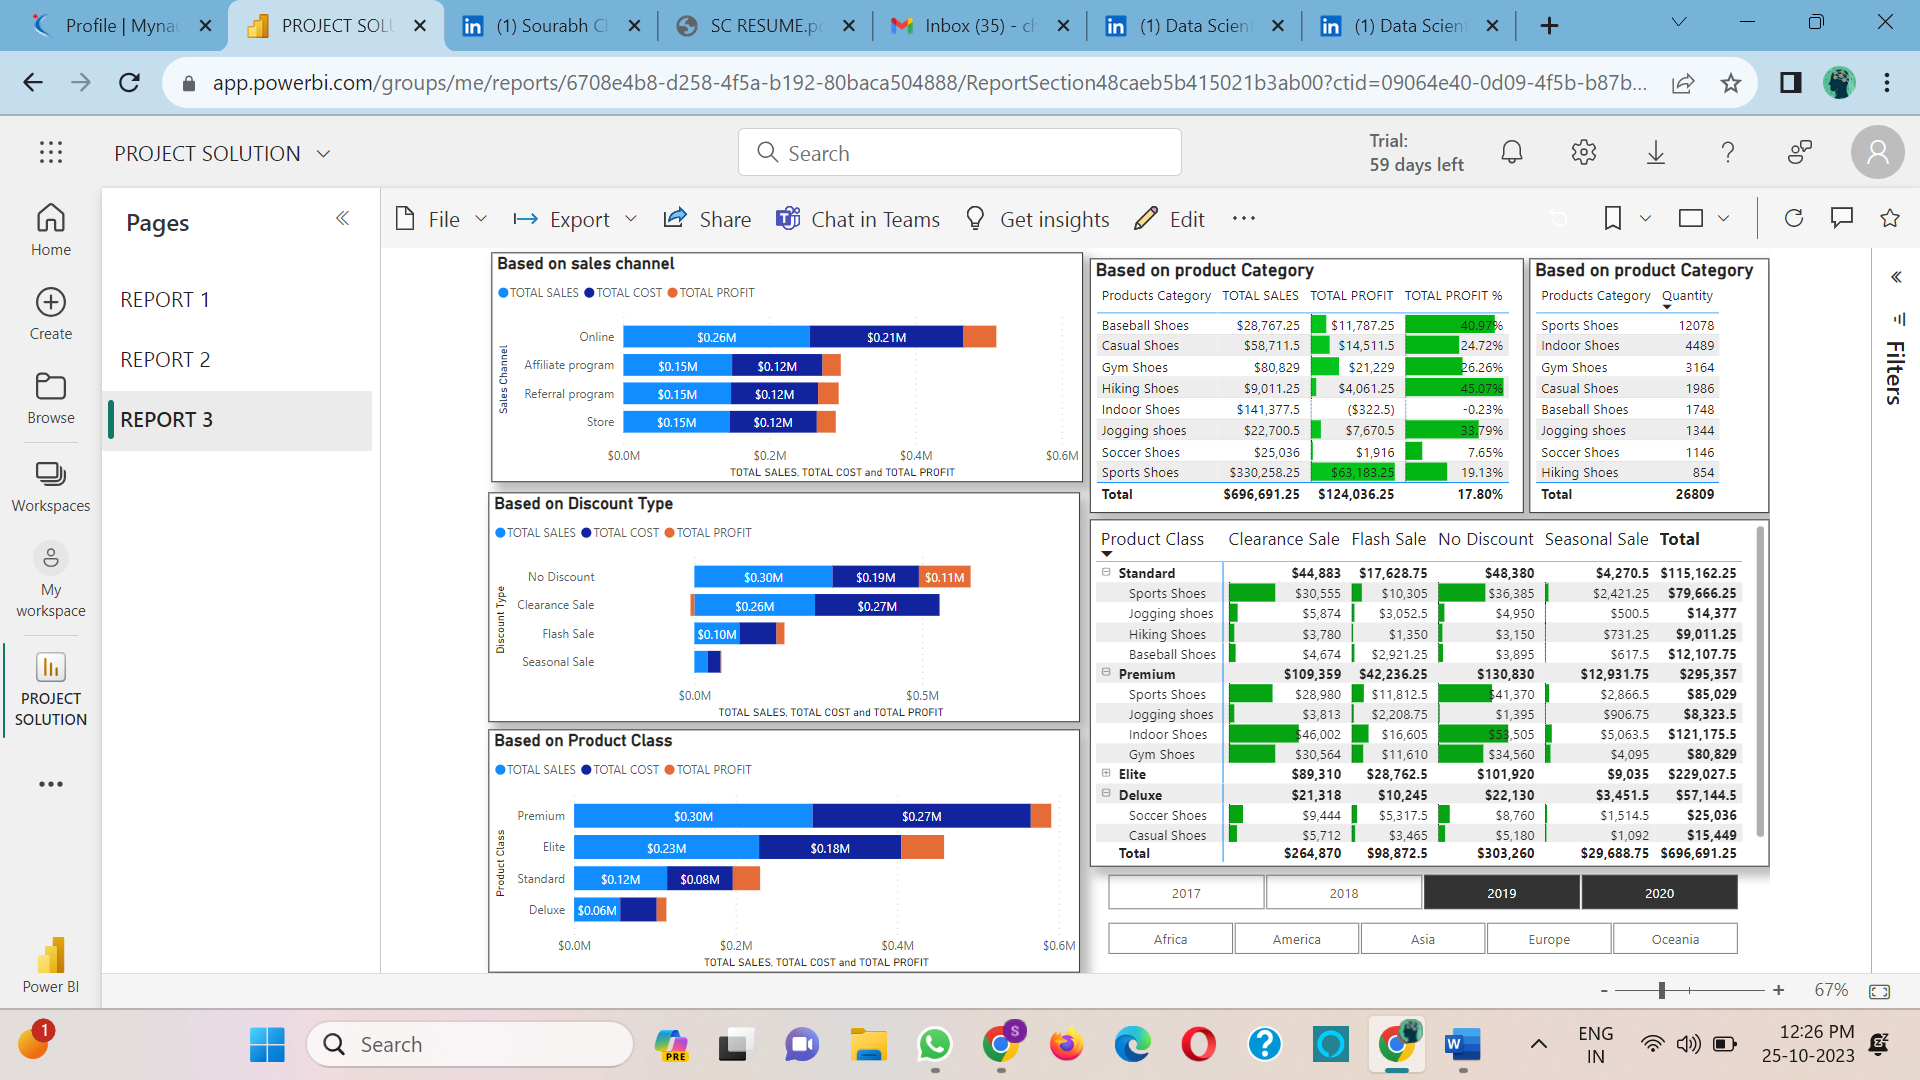 Profile | Mynau
PROJECT SOLU
(1) Sourabh Cl
SC RESUME.p
Inbox (35) - ch
(1) Data Scient
(1) Data Scient
app.powerbi.com/groups/me/reports/6708e4b8-d258-4f5a-b192-80baca504888/ReportSection48caeb5b415021b3ab00?ctid=09064e40-0d09-4f5b-b87b...
PROJECT SOLUTION
Search
Trial:
59 days left
Home
Create
Browse
Workspaces
My
workspace
PROJECT
SOLUTION
Power BI
Pages
REPORT 1
REPORT 2
REPORT 3
File
Export
Share
Chat in Teams
Get insights
Edit
Based on sales channel
TOTAL SALES TOTAL COST TOTAL PROFIT
Sales Channel
Online $0.26M $0.21M
Affiliate program $0.15M $0.12M
Referral program $0.15M $0.12M
Store $0.15M $0.12M
$0.0M $0.2M $0.4M $0.6M
TOTAL SALES, TOTAL COST and TOTAL PROFIT
Based on Discount Type
TOTAL SALES TOTAL COST TOTAL PROFIT
Discount Type
No Discount $0.30M $0.19M $0.11M
Clearance Sale $0.26M $0.27M
Flash Sale $0.10M
Seasonal Sale
$0.0M $0.5M
TOTAL SALES, TOTAL COST and TOTAL PROFIT
Based on Product Class
TOTAL SALES TOTAL COST TOTAL PROFIT
Product Class
Premium $0.30M $0.27M
Elite $0.23M $0.18M
Standard $0.12M $0.08M
Deluxe $0.06M
$0.0M $0.2M $0.4M $0.6M
TOTAL SALES, TOTAL COST and TOTAL PROFIT
Based on product Category
Products Category TOTAL SALES TOTAL PROFIT TOTAL PROFIT %
Baseball Shoes $28,767.25 $11,787.25 40.97%
Casual Shoes $58,711.5 $14,511.5 24.72%
Gym Shoes $80,829 $21,229 26.26%
Hiking Shoes $9,011.25 $4,061.25 45.07%
Indoor Shoes $141,377.5 ($322.5) -0.23%
Jogging shoes $22,700.5 $7,670.5 33.79%
Soccer Shoes $25,036 $1,916 7.65%
Sports Shoes $330,258.25 $63,183.25 19.13%
Total $696,691.25 $124,036.25 17.80%
Based on product Category
Products Category Quantity
Sports Shoes 12078
Indoor Shoes 4489
Gym Shoes 3164
Casual Shoes 1986
Baseball Shoes 1748
Jogging shoes 1344
Soccer Shoes 1146
Hiking Shoes 854
Total 26809
Product Class Clearance Sale Flash Sale No Discount Seasonal Sale Total
Standard $44,883 $17,628.75 $48,380 $4,270.5 $115,162.25
Sports Shoes $30,555 $10,305 $36,385 $2,421.25 $79,666.25
Jogging shoes $5,874 $3,052.5 $4,950 $500.5 $14,377
Hiking Shoes $3,780 $1,350 $3,150 $731.25 $9,011.25
Baseball Shoes $4,674 $2,921.25 $3,895 $617.5 $12,107.75
Premium $109,359 $42,236.25 $130,830 $12,931.75 $295,357
Sports Shoes $28,980 $11,812.5 $41,370 $2,866.5 $85,029
Jogging shoes $3,813 $2,208.75 $1,395 $906.75 $8,323.5
Indoor Shoes $46,002 $16,605 $53,505 $5,063.5 $121,175.5
Gym Shoes $30,564 $11,610 $34,560 $4,095 $80,829
Elite $89,310 $28,762.5 $101,920 $9,035 $229,027.5
Deluxe $21,318 $10,245 $22,130 $3,451.5 $57,144.5
Soccer Shoes $9,444 $5,317.5 $8,760 $1,514.5 $25,036
Casual Shoes $5,712 $3,465 $5,180 $1,092 $15,449
Total $264,870 $98,872.5 $303,260 $29,688.75 $696,691.25
2017 2018 2019 2020
Africa America Asia Europe Oceania
Filters
- + 67%
1
Search
PRE
S
W
ENG
IN
12:26 PM
25-10-2023